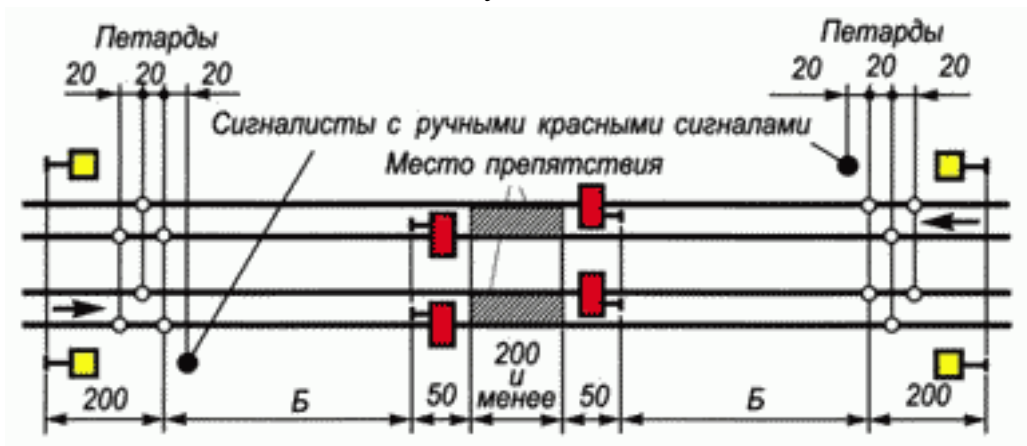 Петарды
20 20 20
Петарды
20 20 20
Сигналисты с ручными красными сигналами
Место препятствия
200
Б
50
200
и
менее
50
Б
200